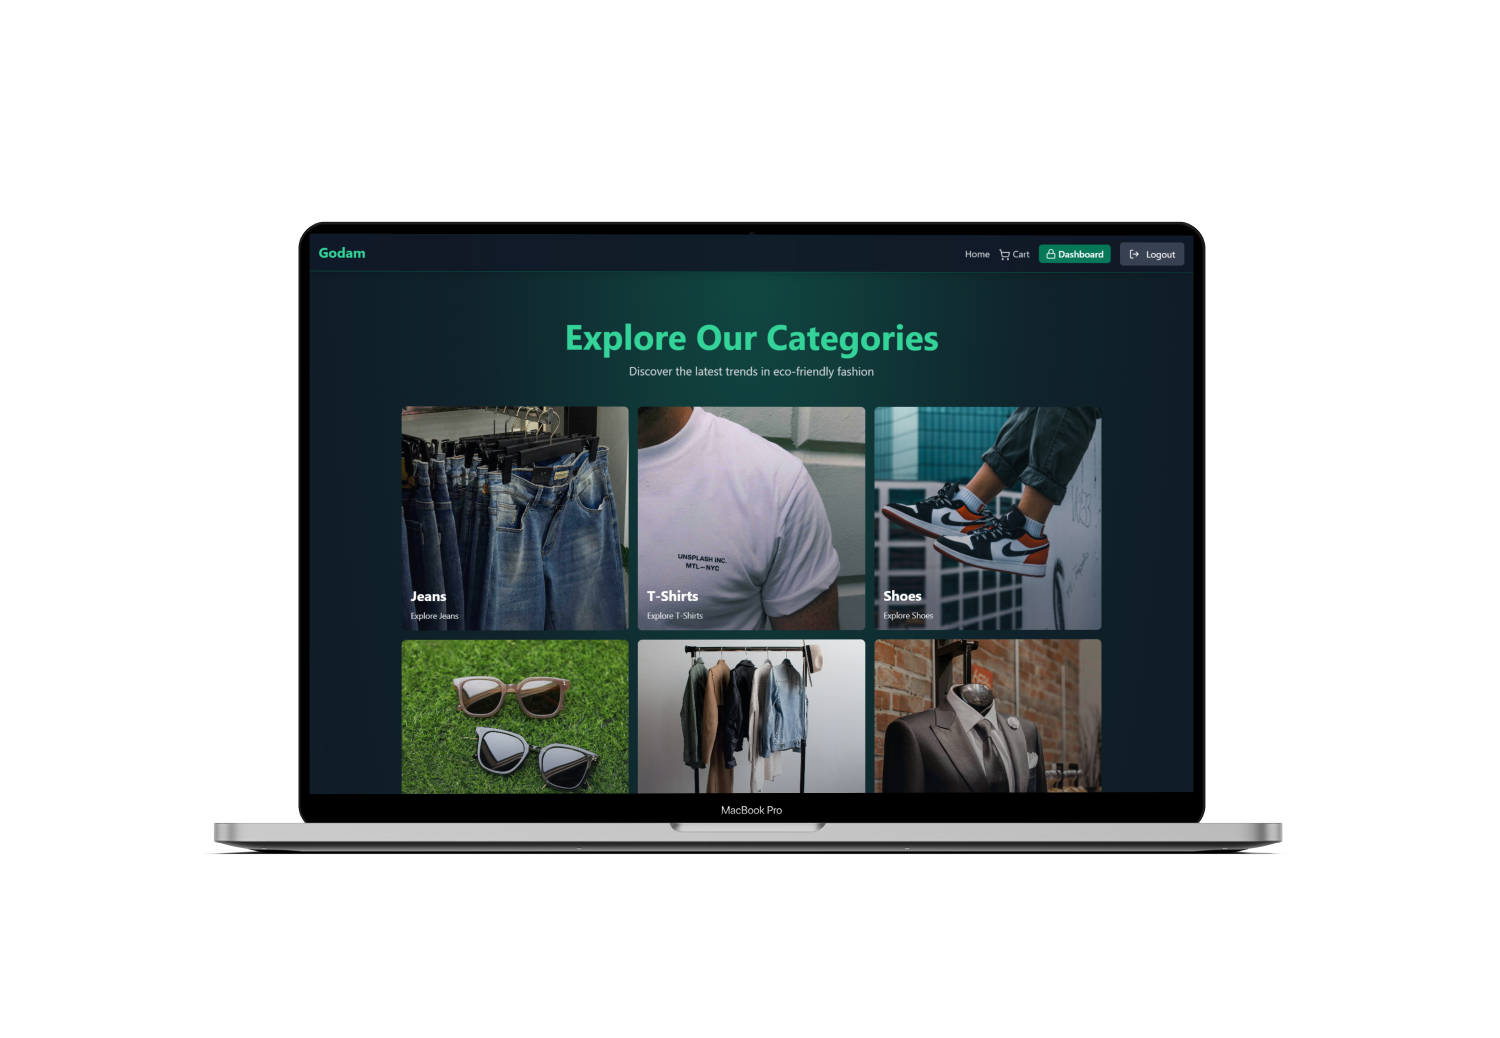 Godam
Home Cart Dashboard Logout
Explore Our Categories
Discover the latest trends in eco-friendly fashion
UNSPLASH INC.
MTL—NYC
Jeans
Explore Jeans
T-Shirts
Explore T-Shirts
Shoes
Explore Shoes
MacBook Pro